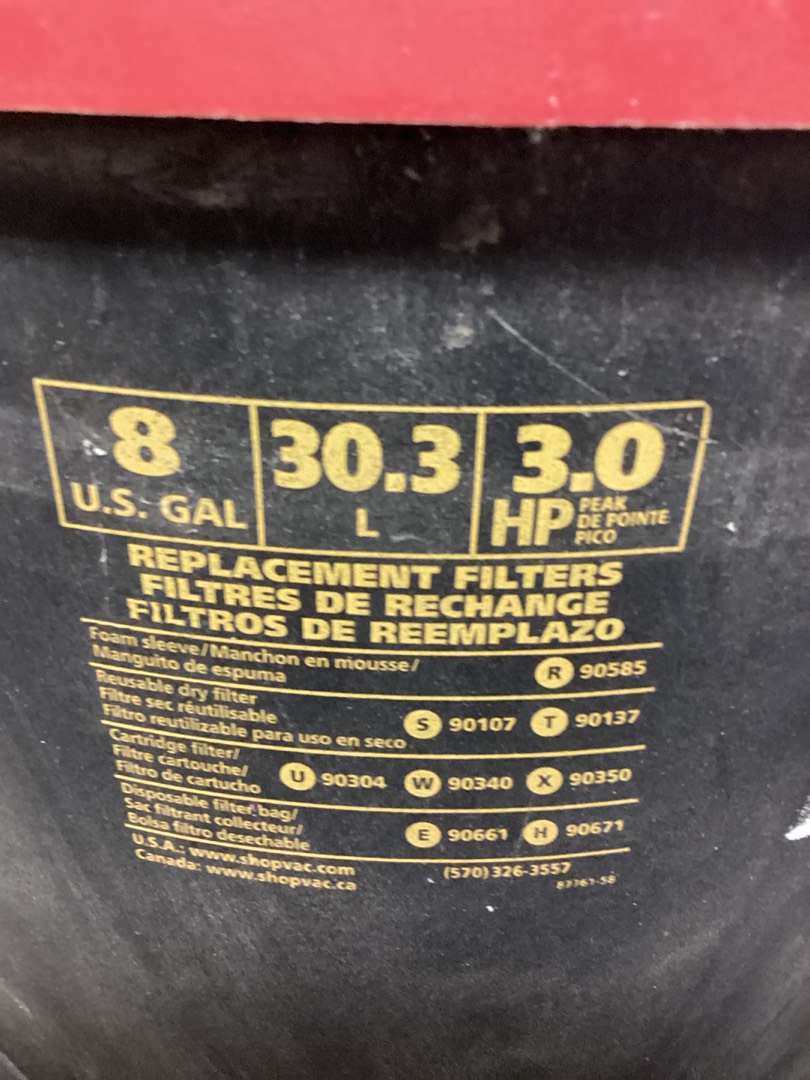 8
U.S. GAL
30.3
L
3.0
HP PEAK
DE POINTE
PICO
REPLACEMENT FILTERS
FILTRES DE RECHANGE
FILTROS DE REEMPLAZO
Foam sleeve/Manchon en mousse/
Manguito de espuma
R 90585
Reusable dry filter
Filtre sec réutilisable
Filtro reutilizable para uso en seco
S 90107 T 90137
Cartridge filter/
Filtre cartouche/
Filtro de cartucho
U 90304 W 90340 X 90350
Disposable filter bag/
Sac filtrant collecteur/
Bolsa filtro desechable
E 90661 H 90671
U.S.A.: www.shopvac.com
Canada: www.shopvac.ca
(570) 326-3557
87761-58